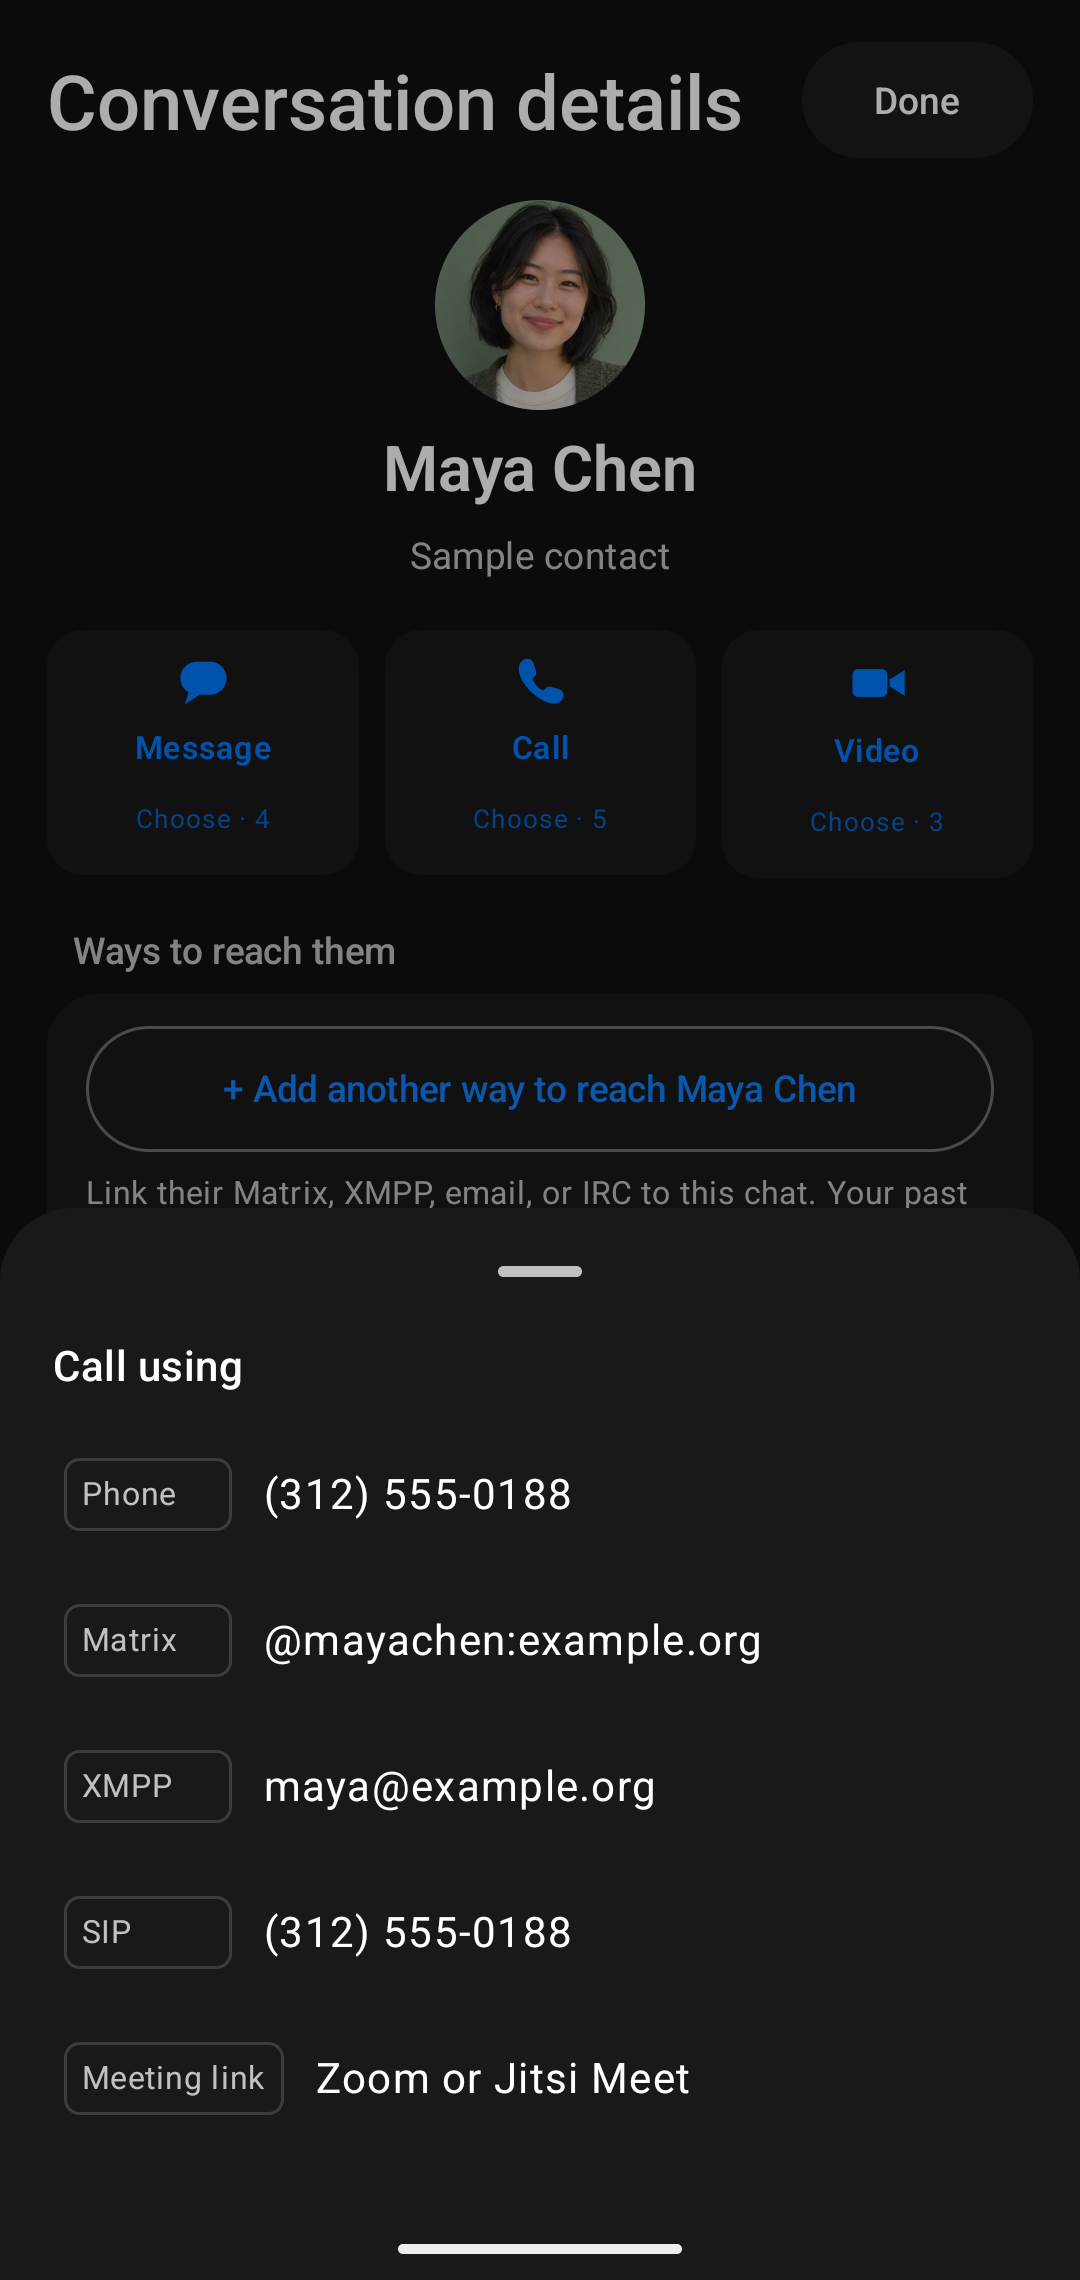 Conversation details
Done
Maya Chen
Sample contact
Message
Call
Video
Choose · 4
Choose · 5
Choose · 3
Ways to reach them
+ Add another way to reach Maya Chen
Link their Matrix, XMPP, email, or IRC to this chat. Your past
Call using
Phone (312) 555-0188
Matrix @mayachen:example.org
XMPP maya@example.org
SIP (312) 555-0188
Meeting link Zoom or Jitsi Meet